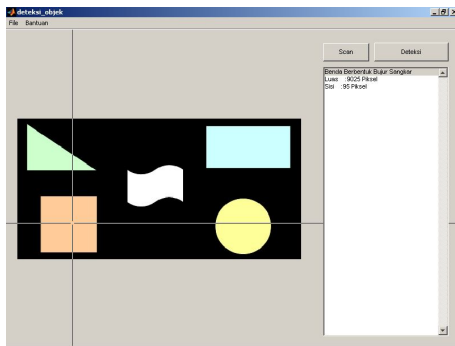 deteksi_objek
File Bantuan
Scan Deteksi
Benda Berbentuk Bujur Sangkar
Luas :9025 Piksel
Sisi :95 Piksel